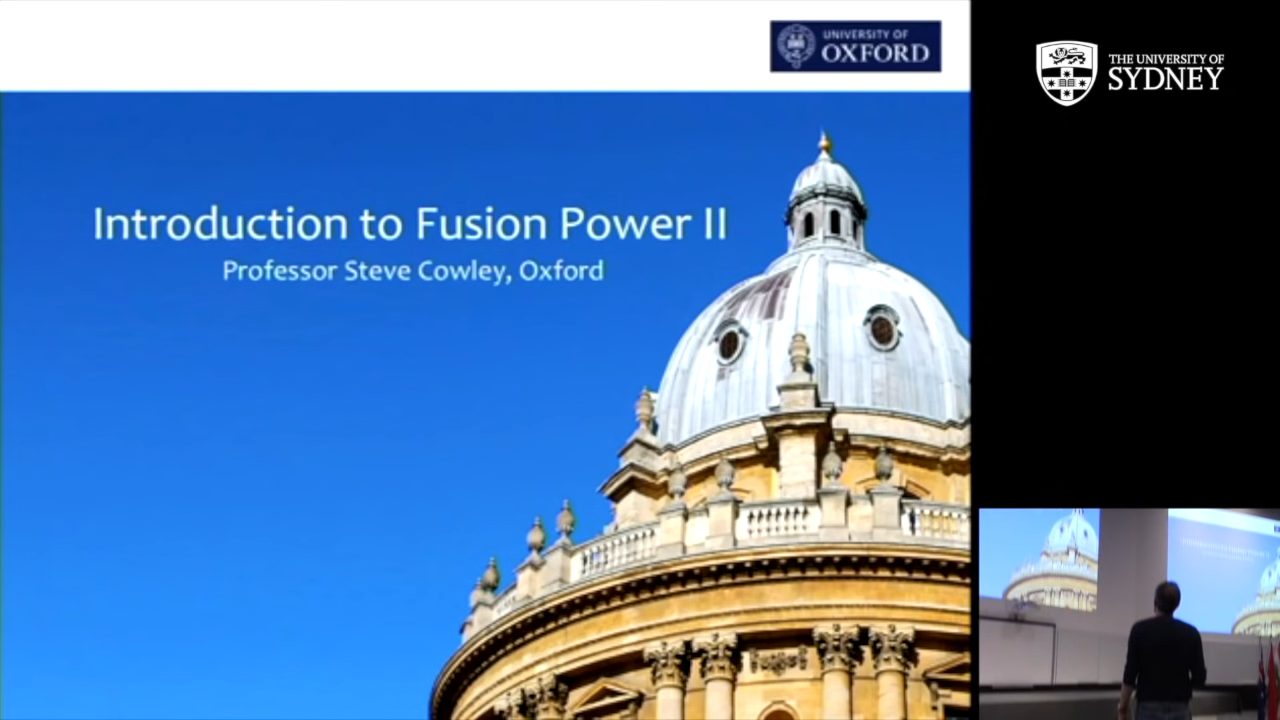 UNIVERSITY OF
OXFORD
THE UNIVERSITY OF
SYDNEY
Introduction to Fusion Power II
Professor Steve Cowley, Oxford